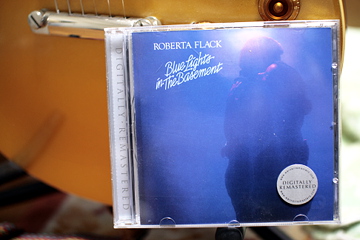 ROBERTA FLACK
Blue Lights
in The Basement
DIGITALLY REMASTERED
DIGITALLY
REMASTERED